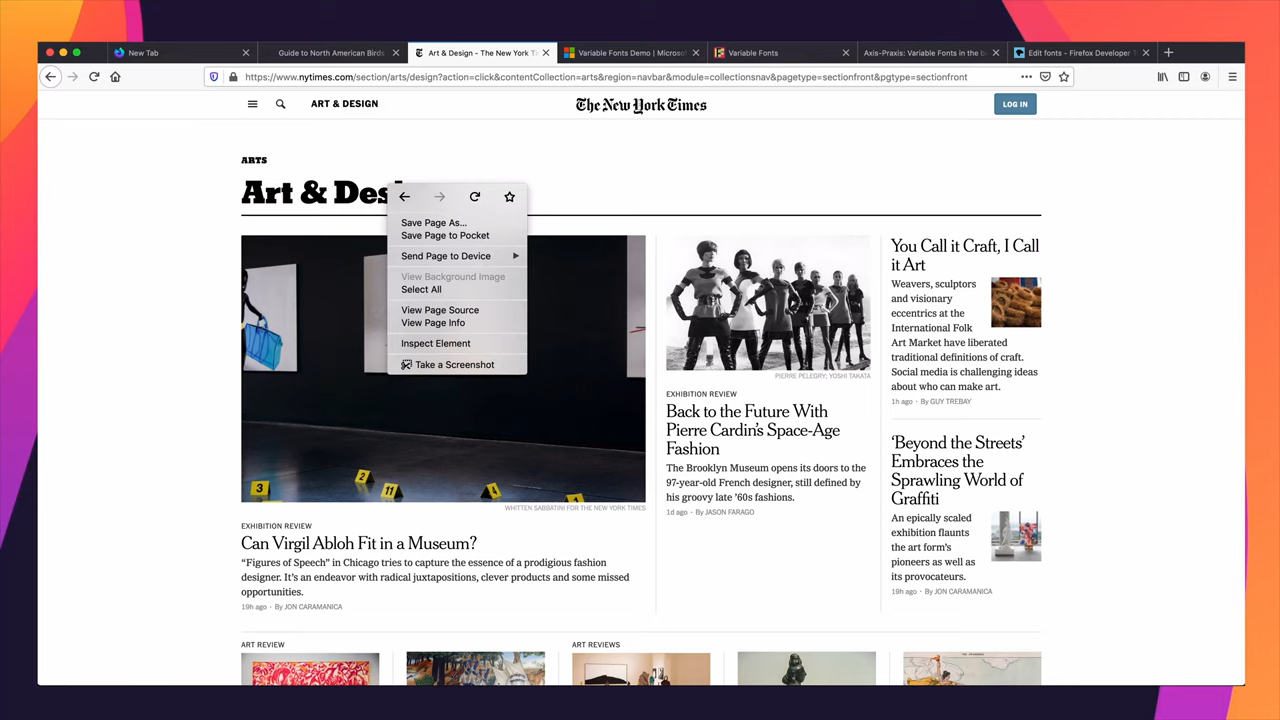 New Tab
Guide to North American Birds
Art & Design - The New York Ti
Variable Fonts Demo | Microsof
Variable Fonts
Axis-Praxis: Variable Fonts in the b
Edit fonts - Firefox Developer T
https://www.nytimes.com/section/arts/design?action=click&contentCollection=arts&region=navbar&module=collectionsnav&pagetype=sectionfront&pgtype=sectionfront
ART & DESIGN
The New York Times
LOG IN
ARTS
Art & Desi
Save Page As...
Save Page to Pocket
Send Page to Device
View Background Image
Select All
View Page Source
View Page Info
Inspect Element
Take a Screenshot
3
2
11
4
1
WHITTEN SABBATINI FOR THE NEW YORK TIMES
EXHIBITION REVIEW
Can Virgil Abloh Fit in a Museum?
“Figures of Speech” in Chicago tries to capture the essence of a prodigious fashion
designer. It’s an endeavor with radical juxtapositions, clever products and some missed
opportunities.
19h ago · By JON CARAMANICA
PIERRE PELEGRY; YOSHI TAKATA
EXHIBITION REVIEW
Back to the Future With
Pierre Cardin’s Space-Age
Fashion
The Brooklyn Museum opens its doors to the
97-year-old French designer, still defined by
his groovy late ’60s fashions.
1d ago · By JASON FARAGO
You Call it Craft, I Call
it Art
Weavers, sculptors
and visionary
eccentrics at the
International Folk
Art Market have liberated
traditional definitions of craft.
Social media is challenging ideas
about who can make art.
1h ago · By GUY TREBAY
‘Beyond the Streets’
Embraces the
Sprawling World of
Graffiti
An epically scaled
exhibition flaunts
the art form’s
pioneers as well as
its provocateurs.
19h ago · By JON CARAMANICA
ART REVIEW
ART REVIEWS